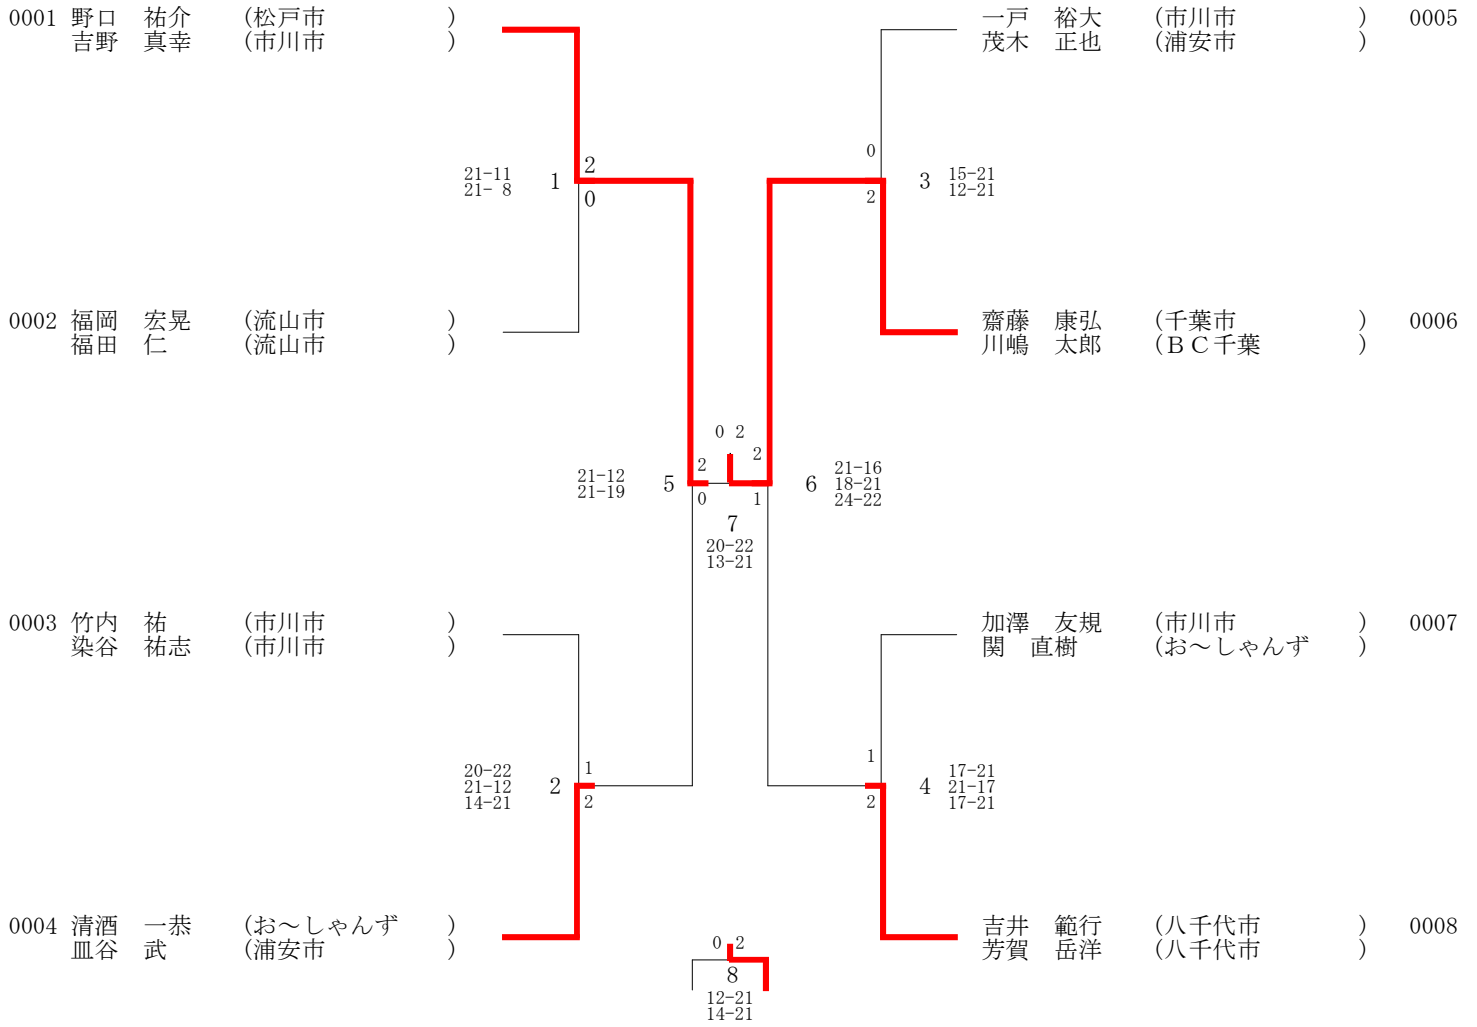 0001 野口　祐介　（松戸市　）　一戸　裕大　（市川市　） 0005
吉野　真幸　（市川市　）　茂木　正也　（浦安市　）
0
21-11 2 15-21
21- 8 1 0 3 12-21
2
0002 福岡　宏晃　（流山市　）　齋藤　康弘　（千葉市　） 0006
福田　仁　（流山市　）　川嶋　太郎　（ＢＣ千葉　）
0 2
2 2
21-12 5 6 21-16
21-19 18-21
0 1 24-22
7
20-22
13-21
0003 竹内　祐　（市川市　）　加澤　友規　（市川市　） 0007
染谷　祐志　（市川市　）　関　直樹　（お～しゃんず　）
1 1
20-22 17-21
21-12 2 4 21-17
14-21 2 2 17-21
0004 清酒　一恭　（お～しゃんず　）　吉井　範行　（八千代市　） 0008
皿谷　武　（浦安市　）　芳賀　岳洋　（八千代市　）
0 2
8
12-21
14-21